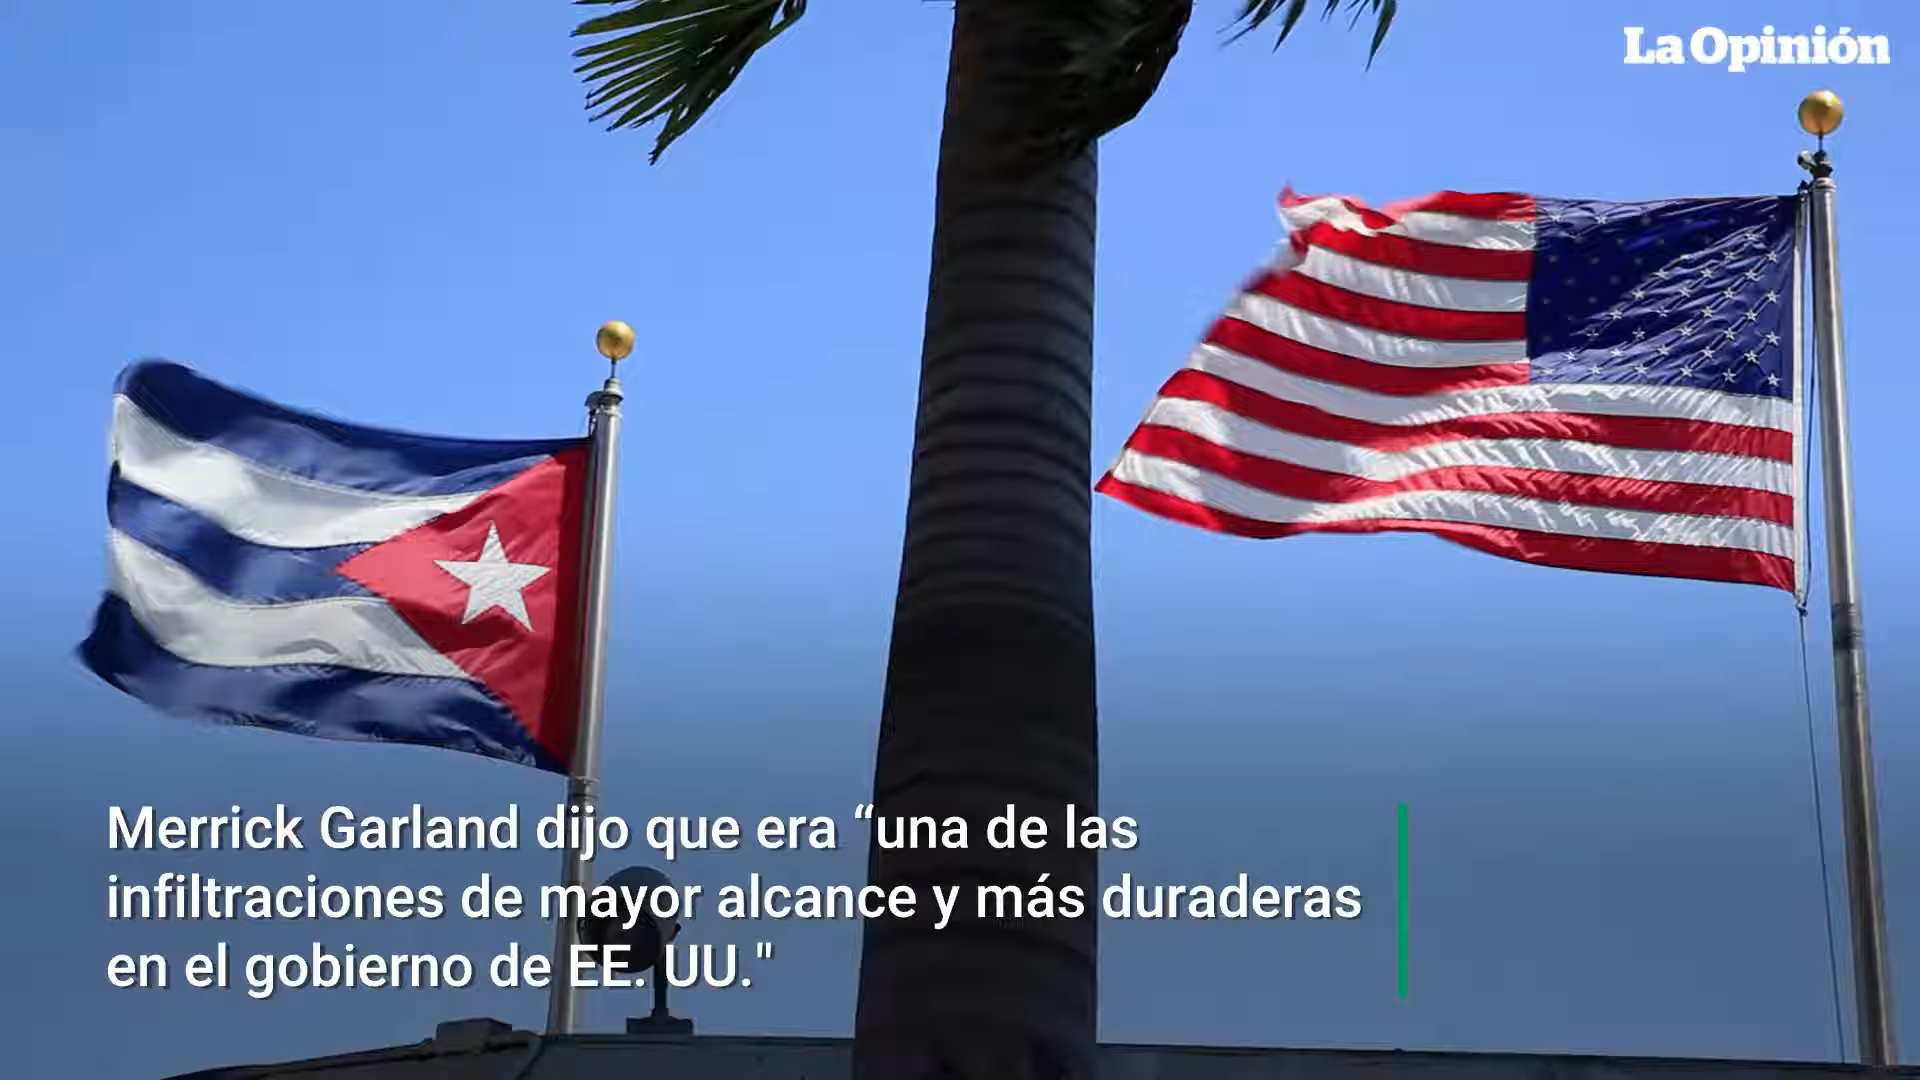 La Opinión
Merrick Garland dijo que era “una de las
infiltraciones de mayor alcance y más duraderas
en el gobierno de EE. UU."